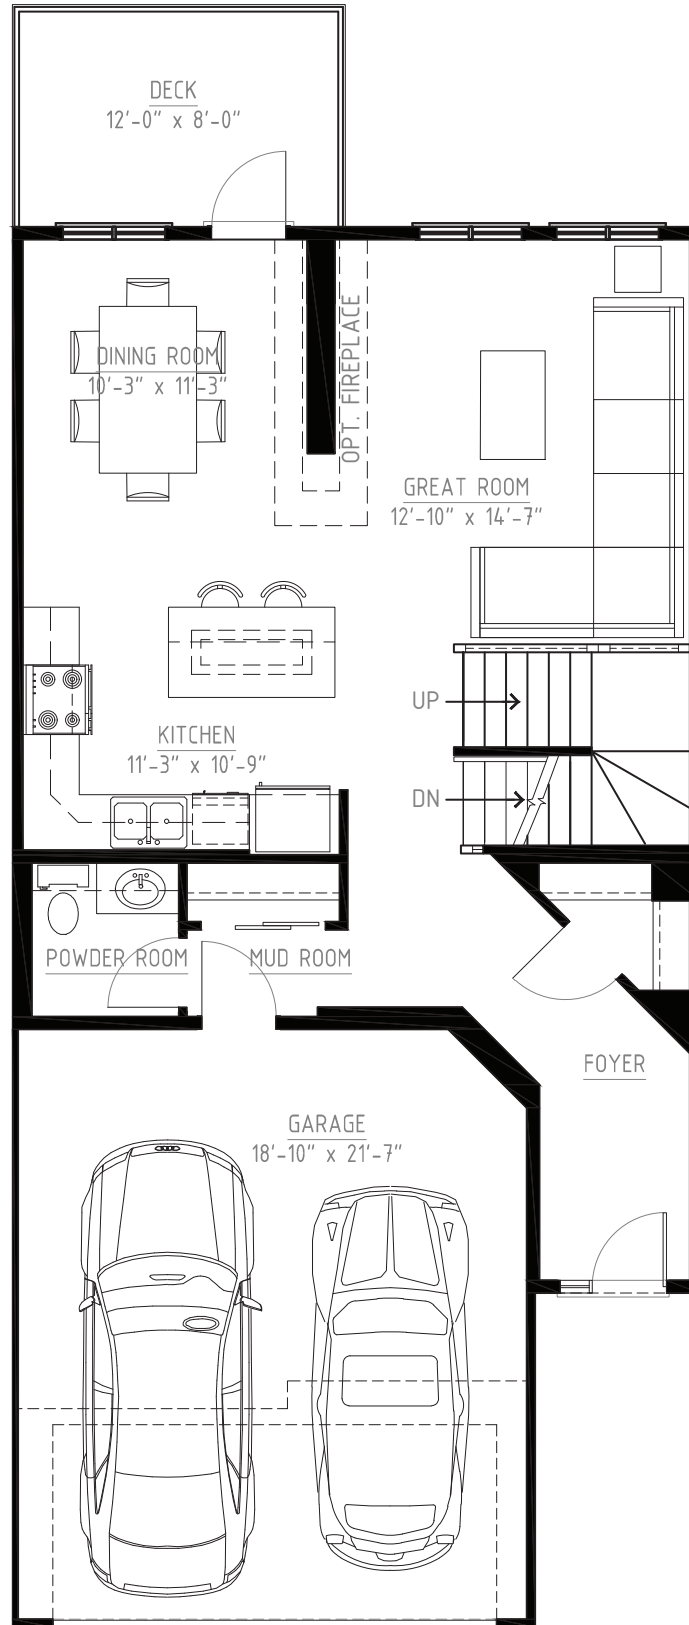 DECK
12'-0" x 8'-0"
DINING ROOM
10'-3" x 11'-3"
OPT. FIREPLACE
GREAT ROOM
12'-10" x 14'-7"
UP
KITCHEN
11'-3" x 10'-9"
DN
POWDER ROOM
MUD ROOM
FOYER
GARAGE
18'-10" x 21'-7"